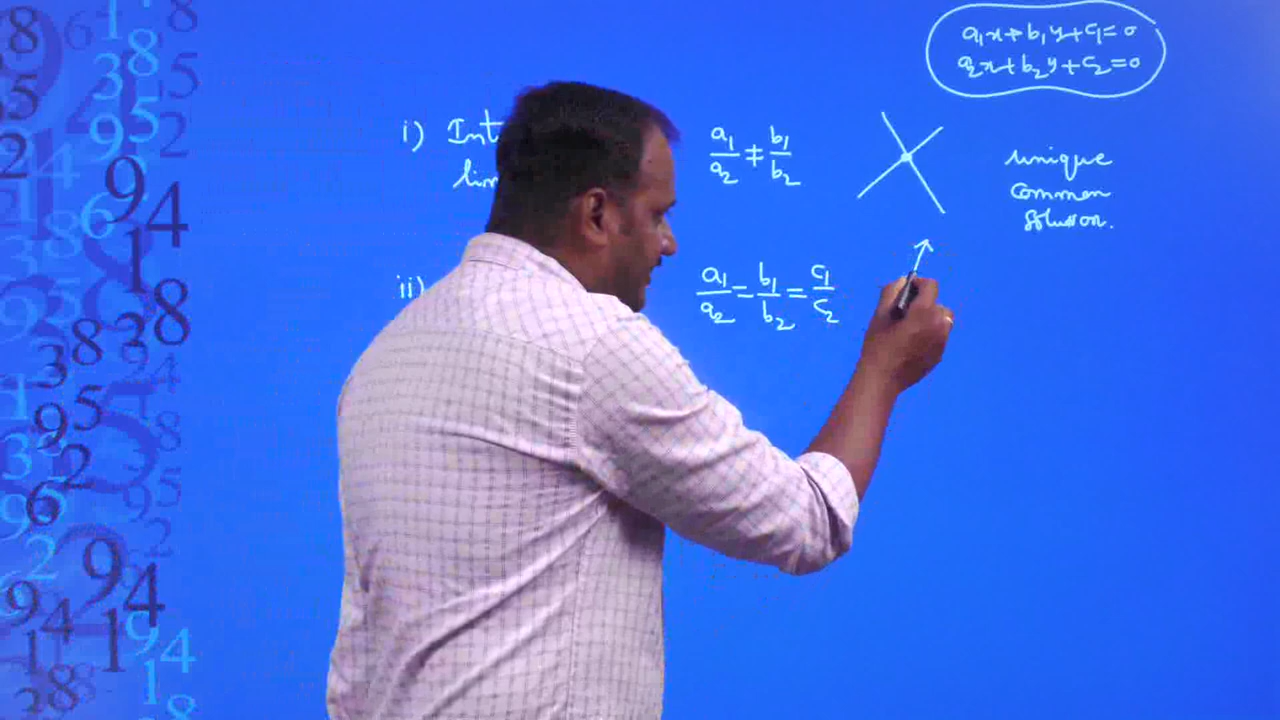 a₁x+b₁y+c₁=0
a₂x+b₂y+c₂=0
i)
a₁/a₂ ≠ b₁/b₂
unique
common
solution.
ii)
a₁/a₂ = b₁/b₂ = c₁/c₂